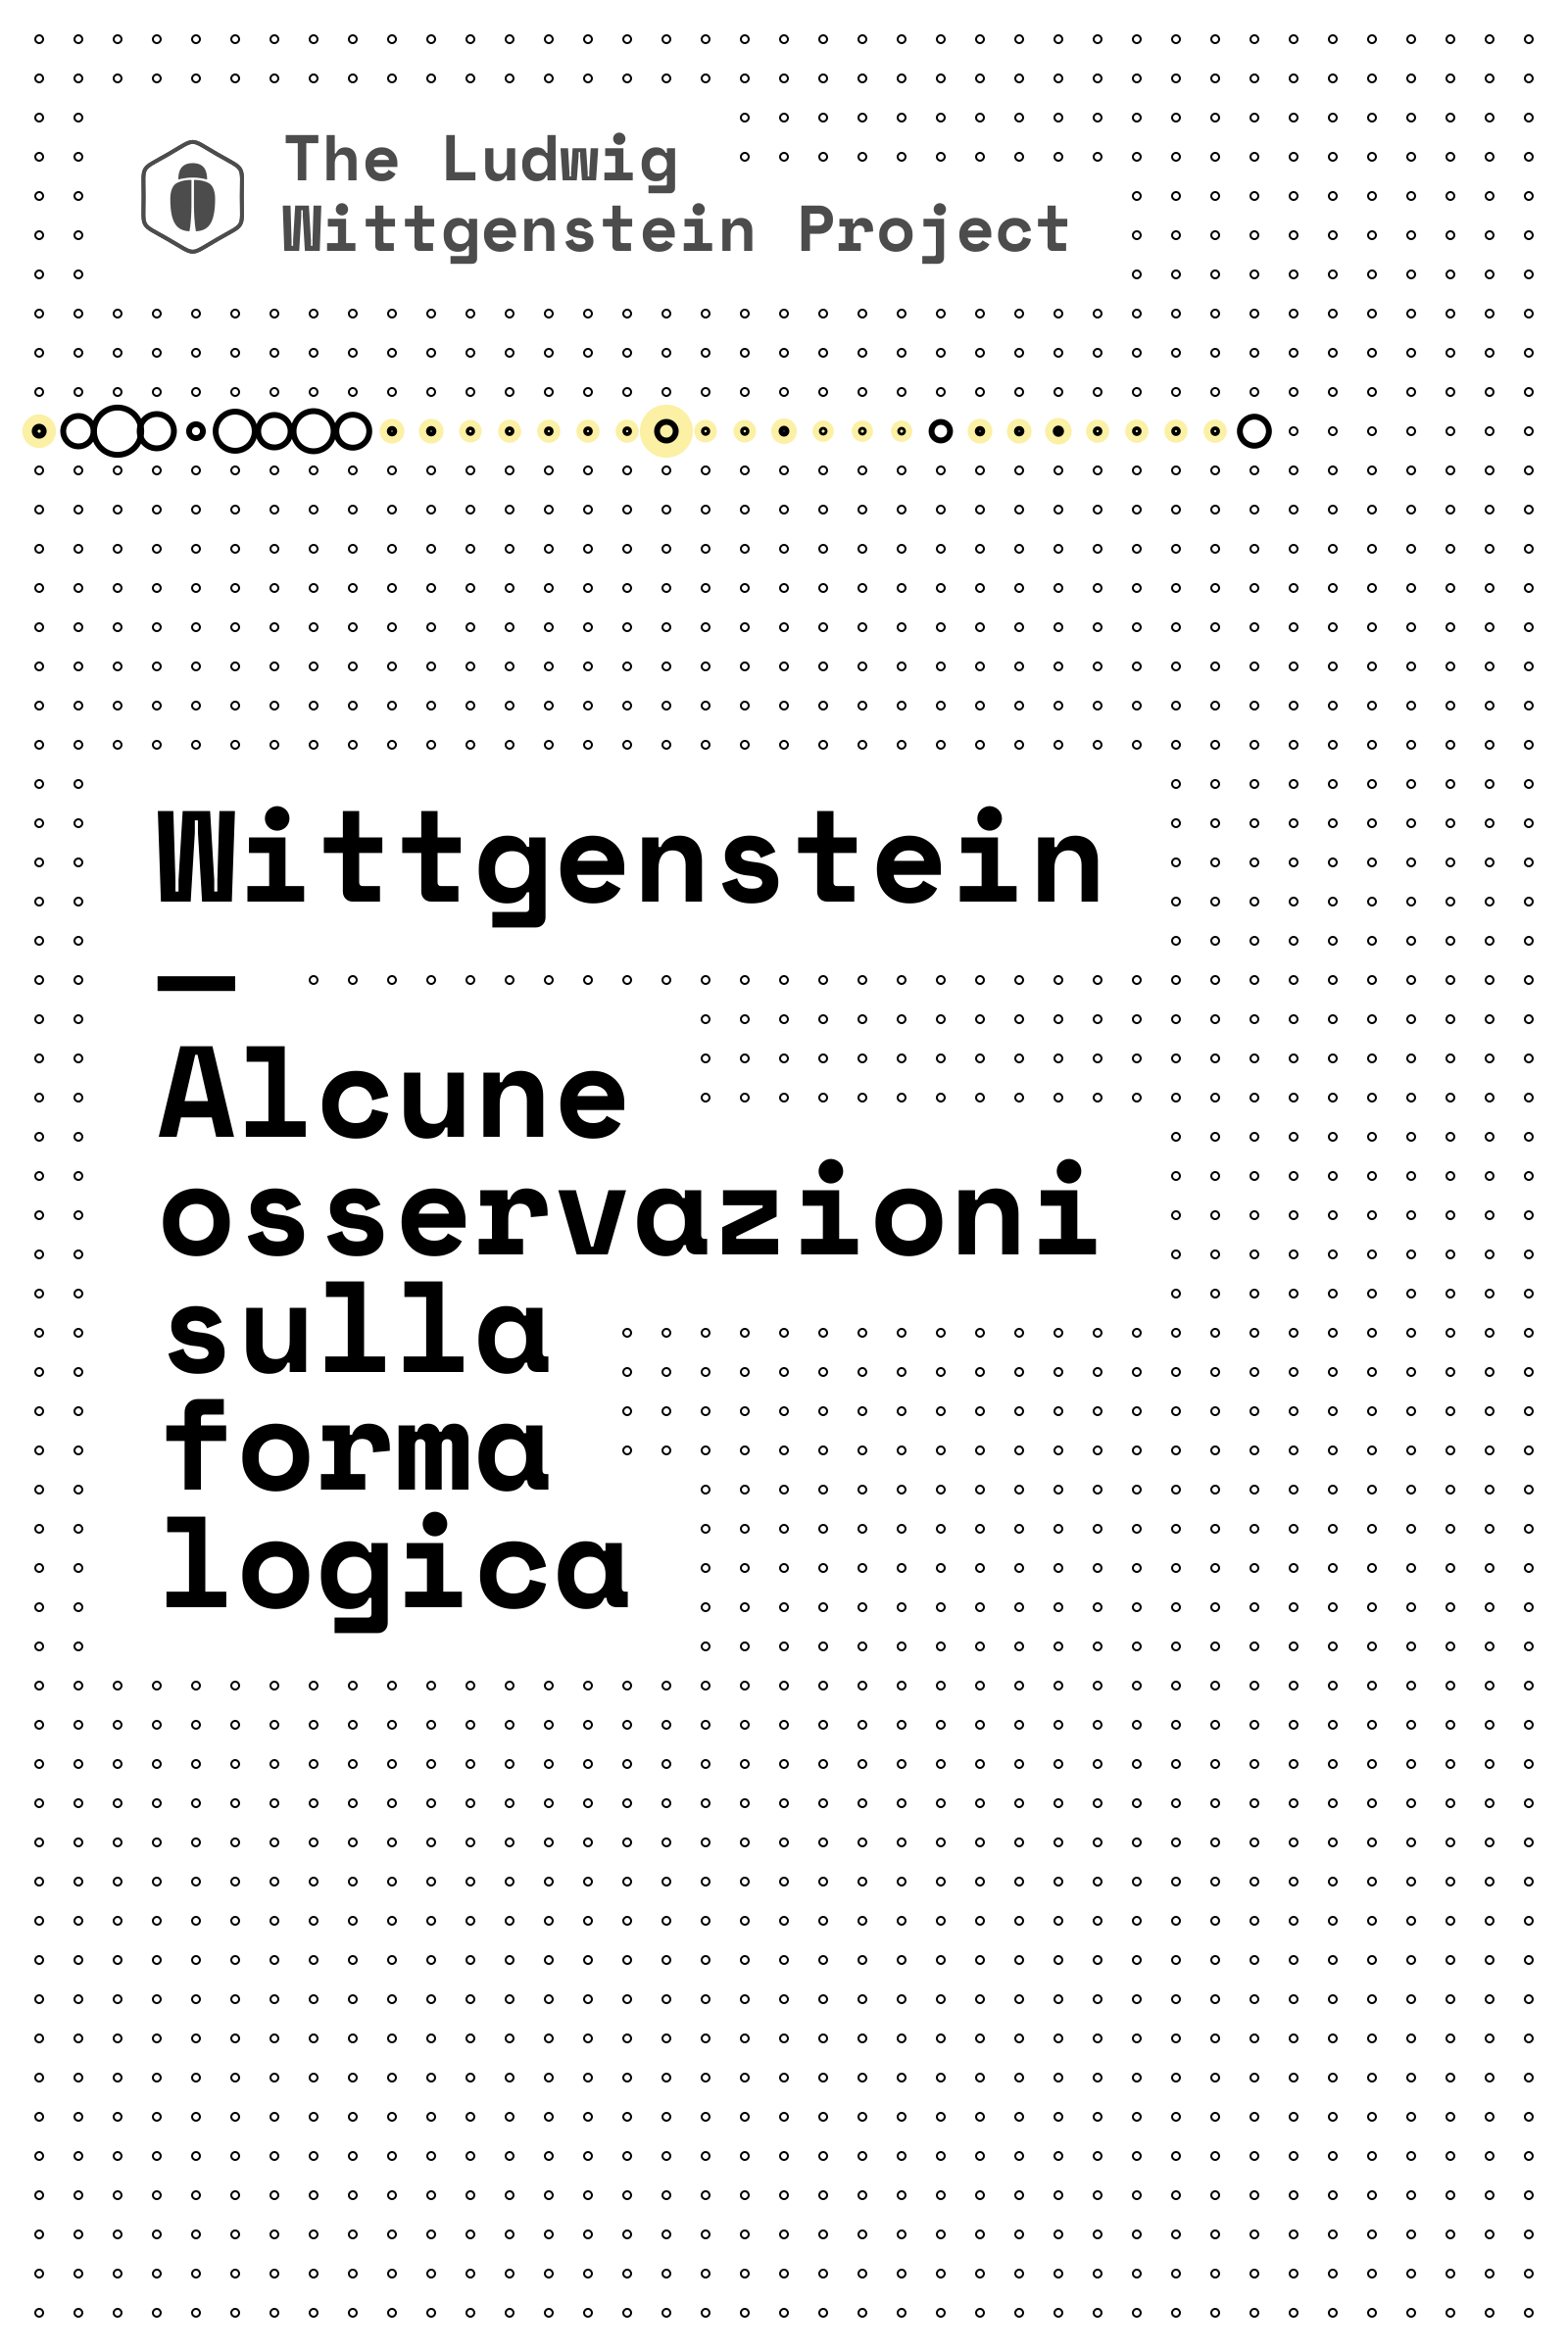 The Ludwig
Wittgenstein Project
Wittgenstein
—
Alcune
osservazioni
sulla
forma
logica